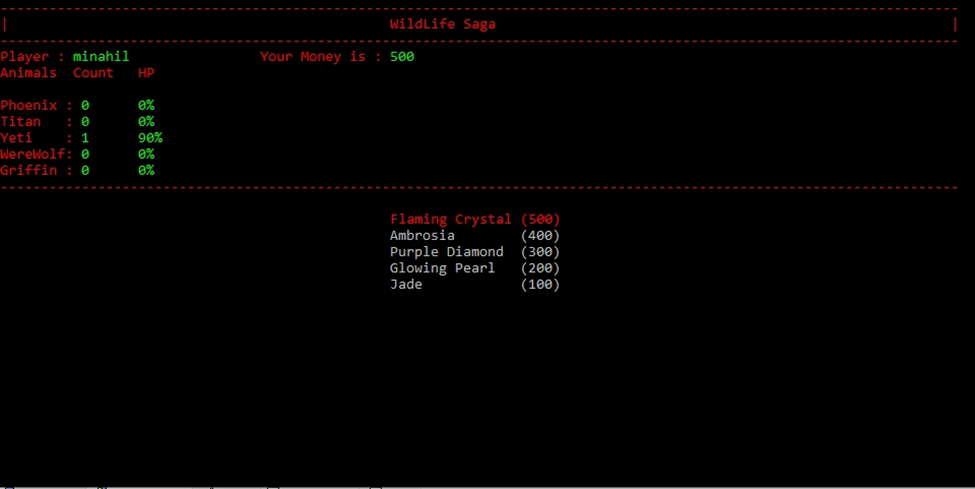 WildLife Saga
Player : minahil Your Money is : 500
Animals Count HP
Phoenix : 0 0%
Titan : 0 0%
Yeti : 1 90%
WereWolf: 0 0%
Griffin : 0 0%
Flaming Crystal (500)
Ambrosia (400)
Purple Diamond (300)
Glowing Pearl (200)
Jade (100)